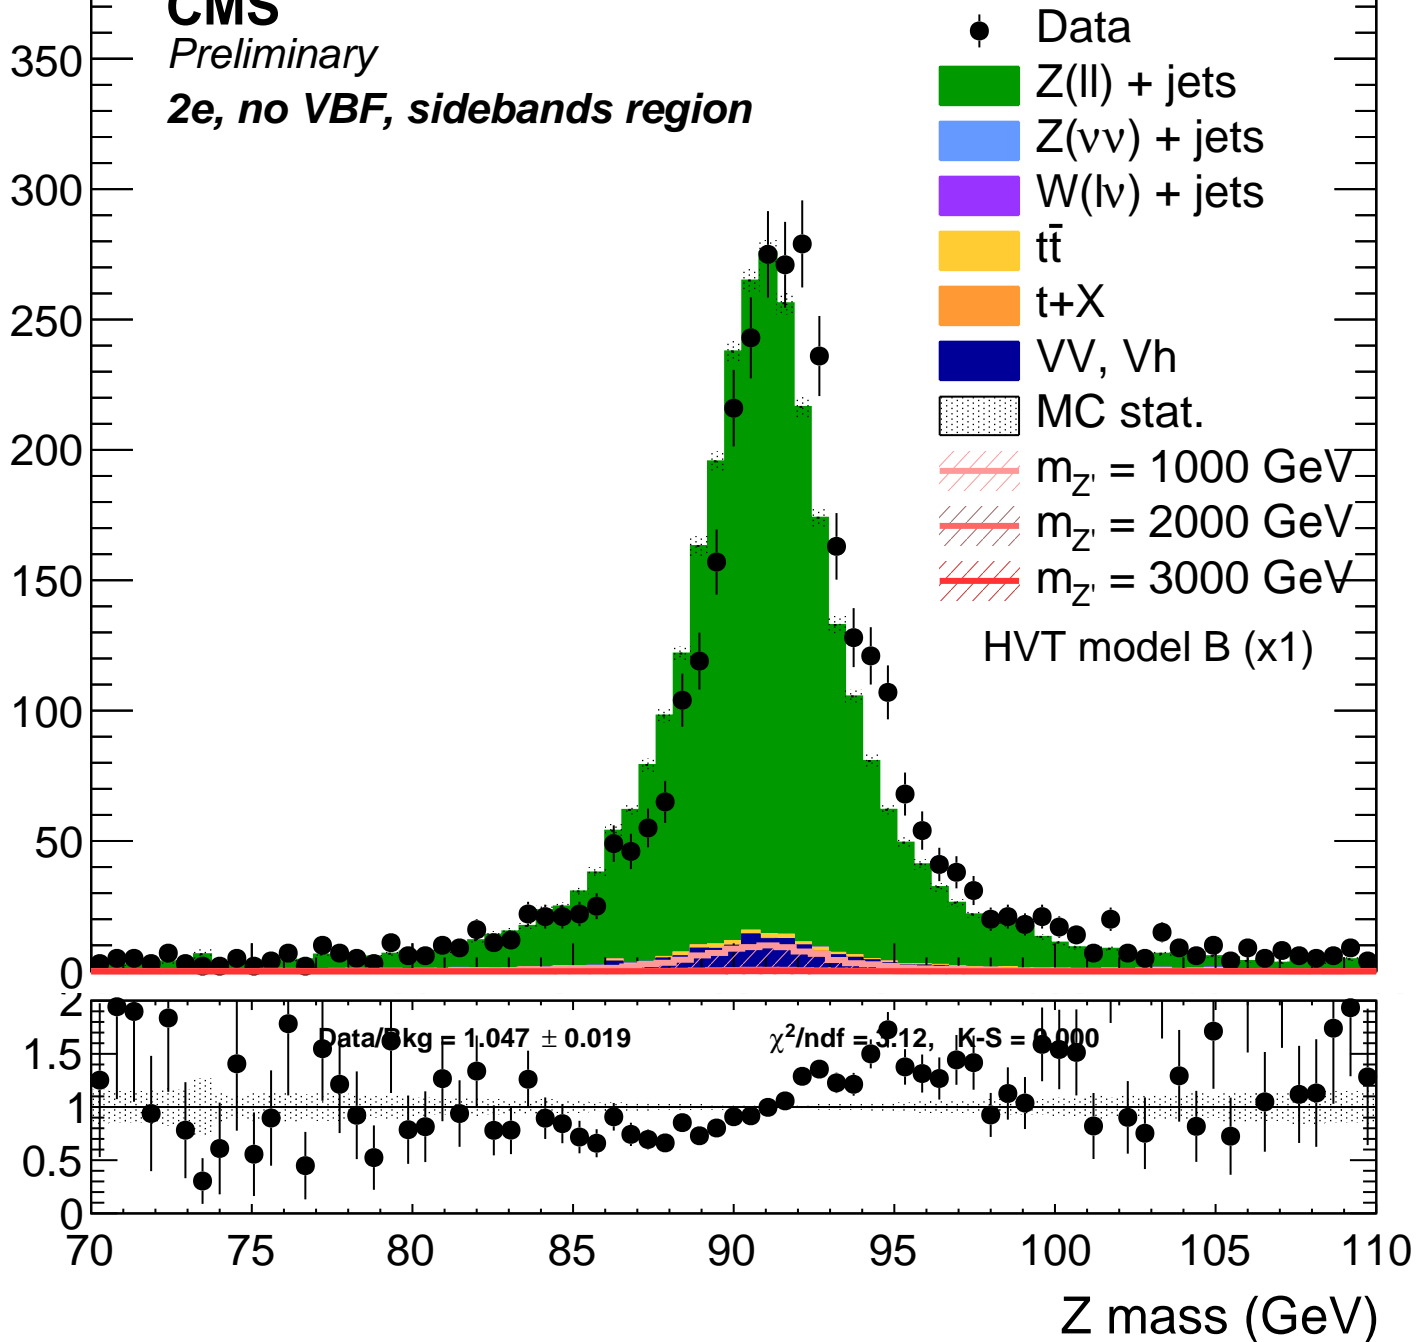 CMS
Preliminary
2e, no VBF, sidebands region
Data
Z(ll) + jets
Z(νν) + jets
W(lν) + jets
tt̄
t+X
VV, Vh
MC stat.
m_Z' = 1000 GeV
m_Z' = 2000 GeV
m_Z' = 3000 GeV
HVT model B (x1)
350
300
250
200
150
100
50
0
Data/Bkg = 1.047 ± 0.019
χ²/ndf = 3.12, K-S = 0.000
2
1.5
1
0.5
0
70 75 80 85 90 95 100 105 110
Z mass (GeV)